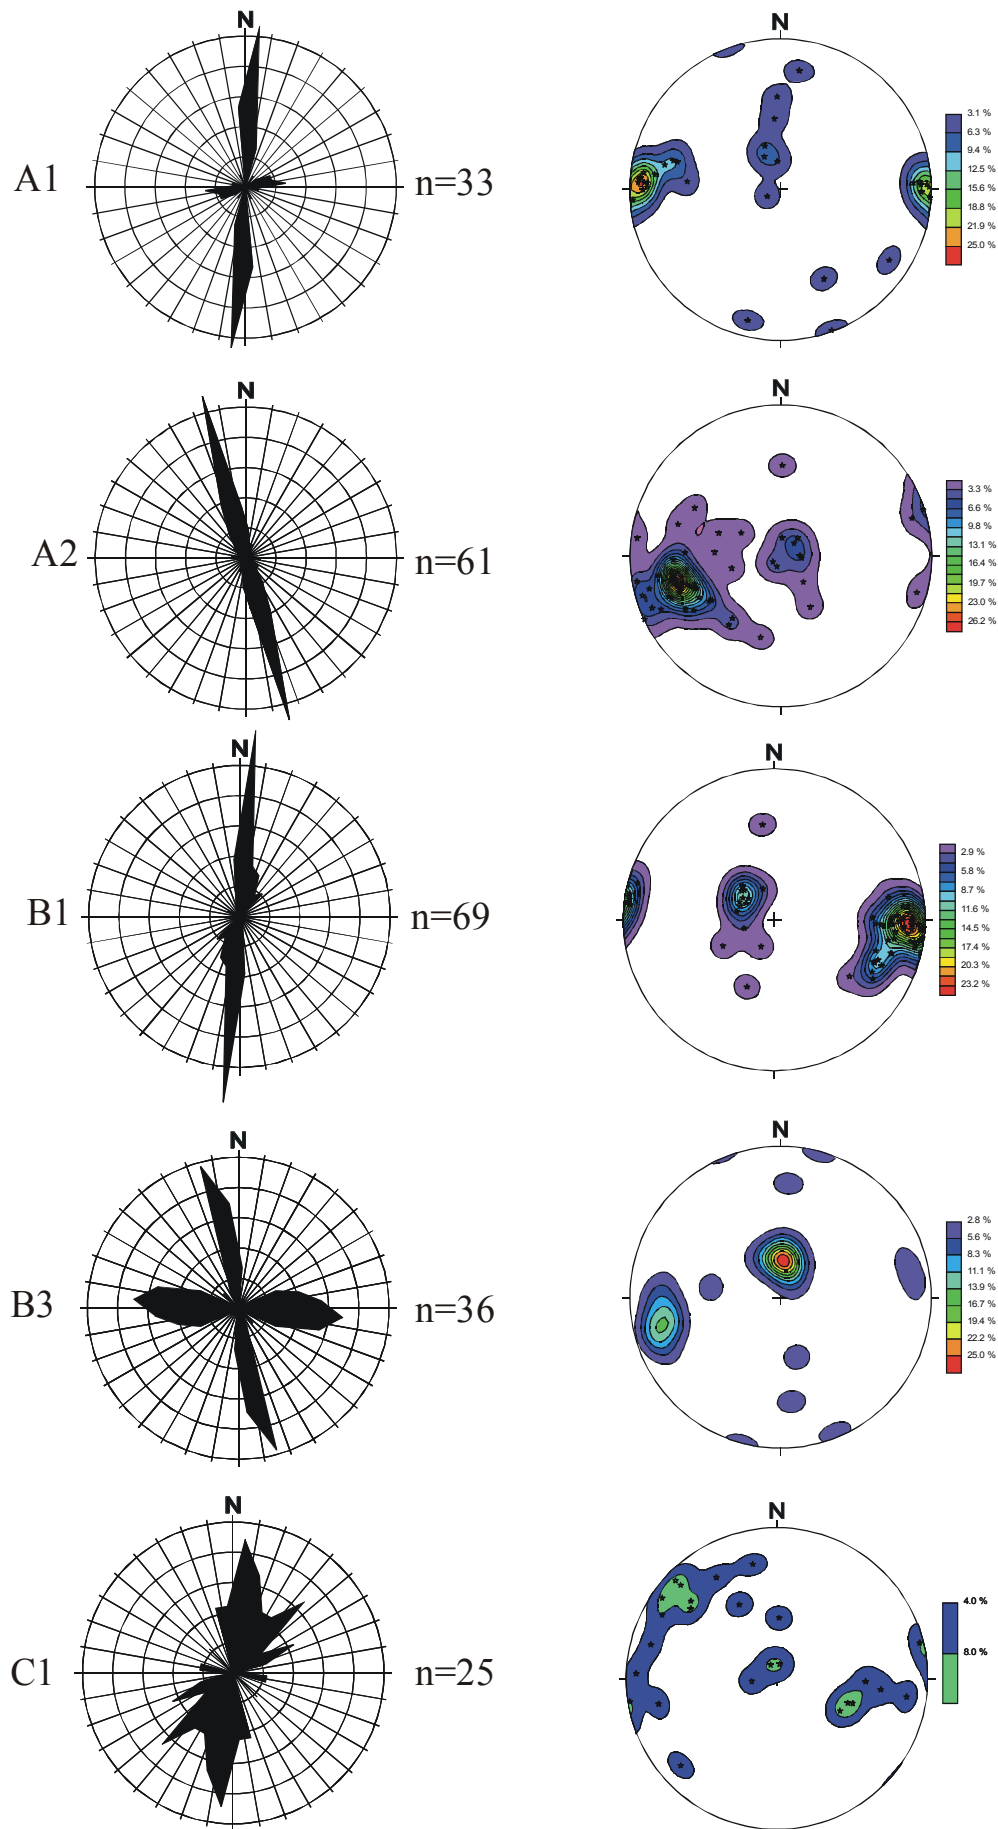 N
N
A1
n=33
3.1 %
6.3 %
9.4 %
12.5 %
15.6 %
18.8 %
21.9 %
25.0 %
N
N
A2
n=61
3.3 %
6.6 %
9.8 %
13.1 %
16.4 %
19.7 %
23.0 %
26.2 %
N
N
B1
n=69
2.9 %
5.8 %
8.7 %
11.6 %
14.5 %
17.4 %
20.3 %
23.2 %
N
N
B3
n=36
2.8 %
5.6 %
8.3 %
11.1 %
13.9 %
16.7 %
19.4 %
22.2 %
25.0 %
N
N
C1
n=25
4.0 %
8.0 %